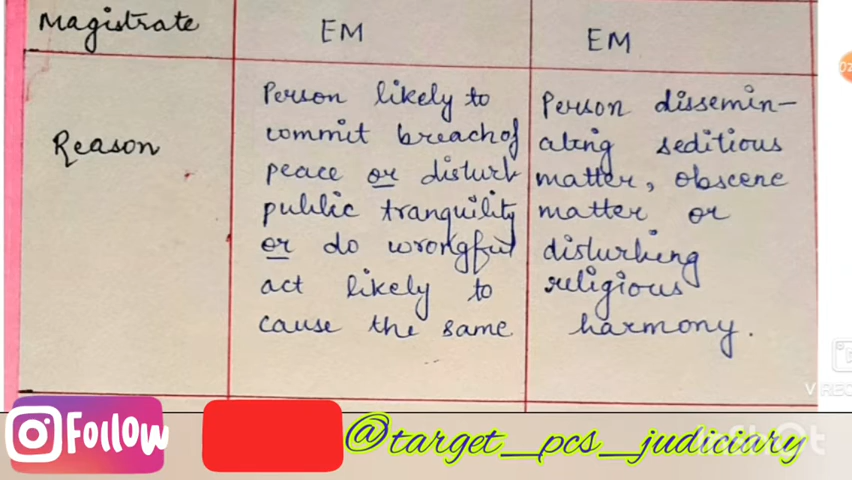 Magistrate EM EM
Reason
Person likely to
commit breach of
peace or disturb
public tranquility
or do wrongful
act likely to
cause the same
Person dissemin-
ating seditious
matter, obscene
matter or
disturbing
religious
harmony.
Follow @target_pcs_judiciary